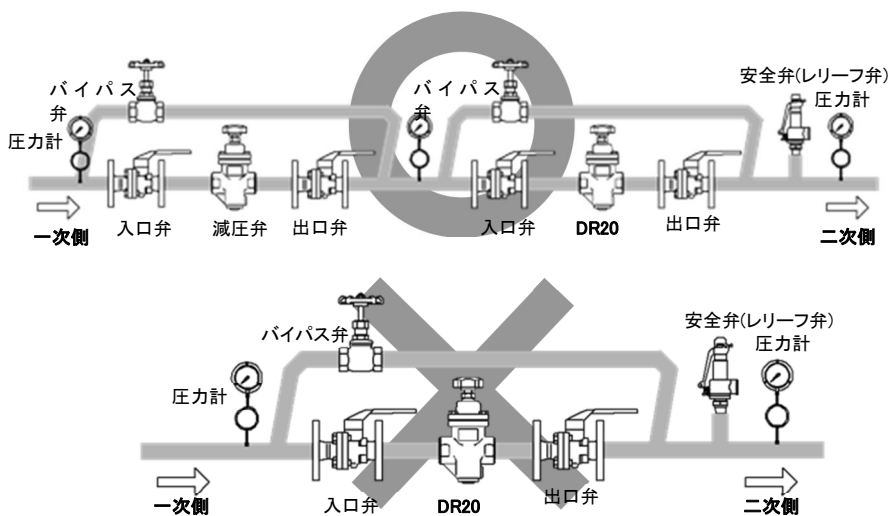 バイパス
弁
圧力計
入口弁
減圧弁
出口弁
一次側
バイパス
弁
入口弁
DR20
出口弁
安全弁(レリーフ弁)
圧力計
二次側
バイパス弁
圧力計
入口弁
DR20
出口弁
一次側
安全弁(レリーフ弁)
圧力計
二次側